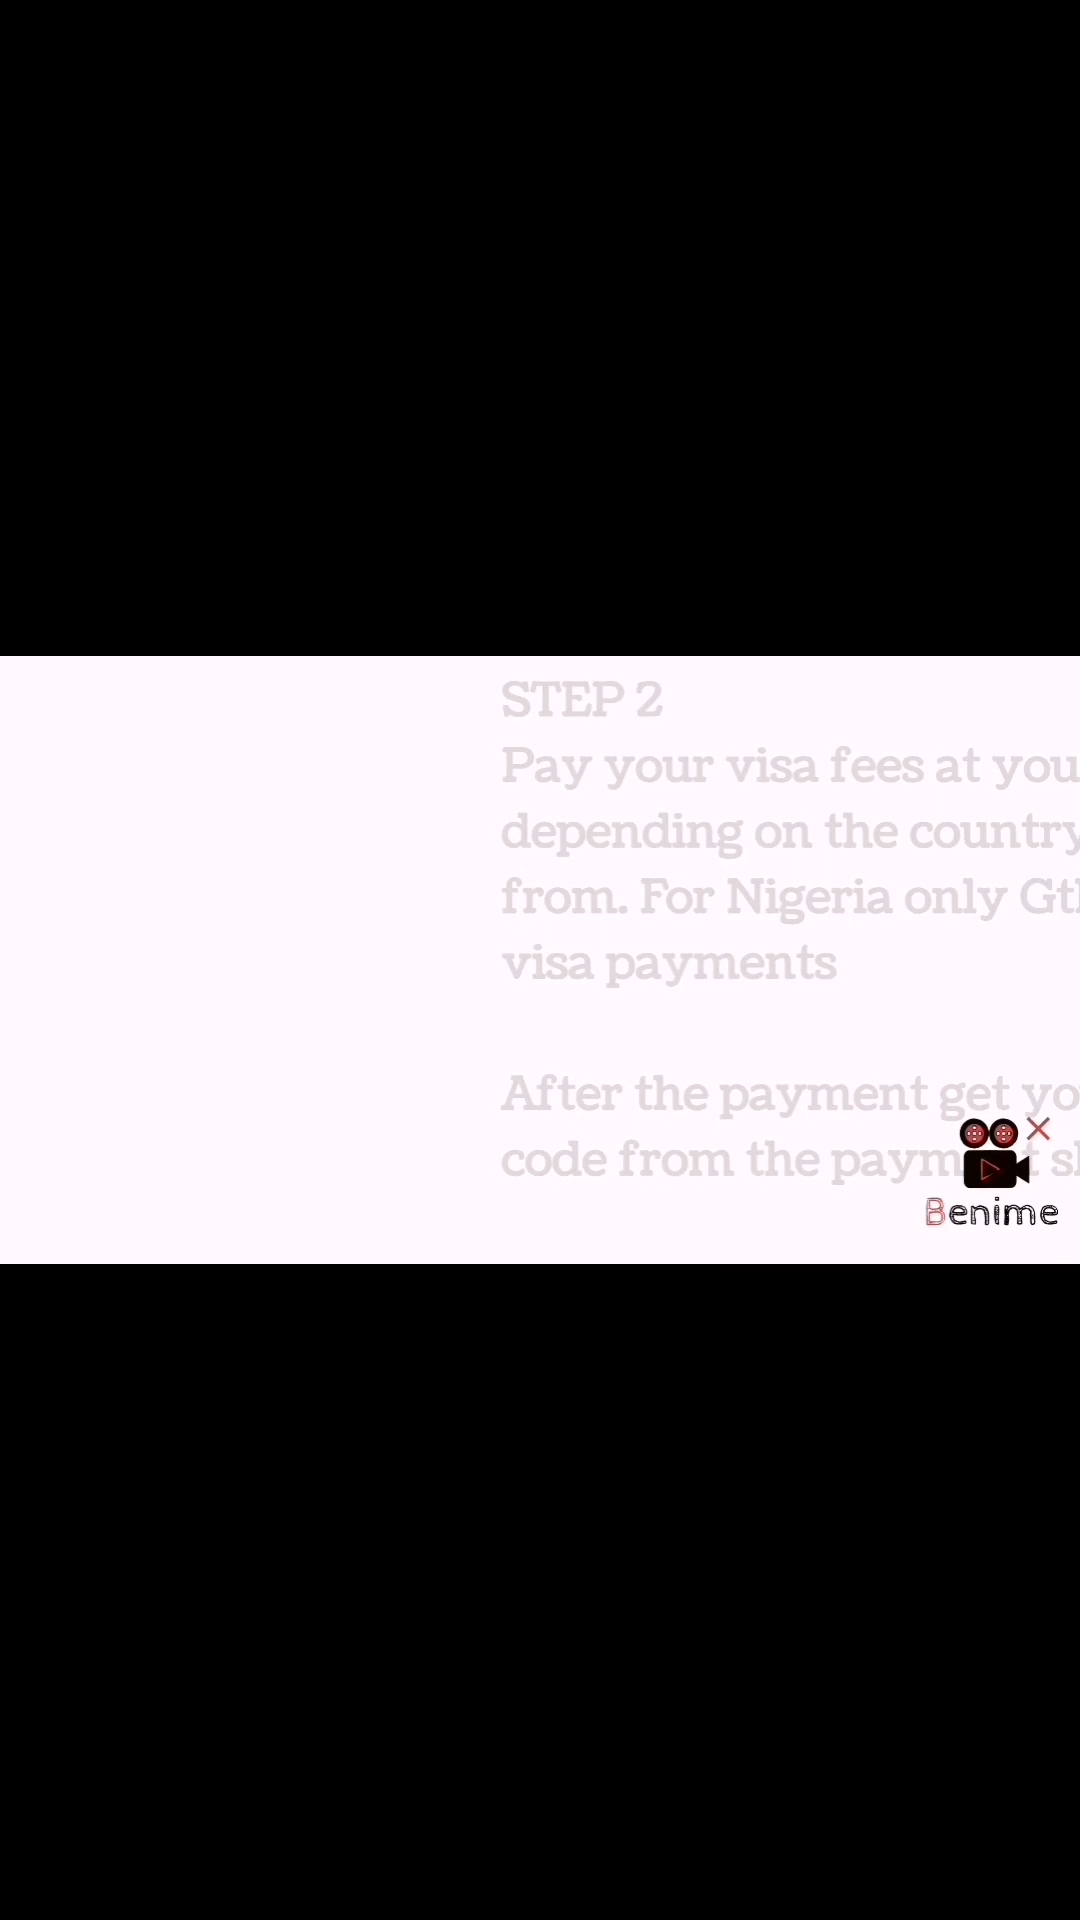 STEP 2
Pay your visa fees at you
depending on the country
from. For Nigeria only Gt
visa payments
After the payment get yo
code from the paym t s
Benime